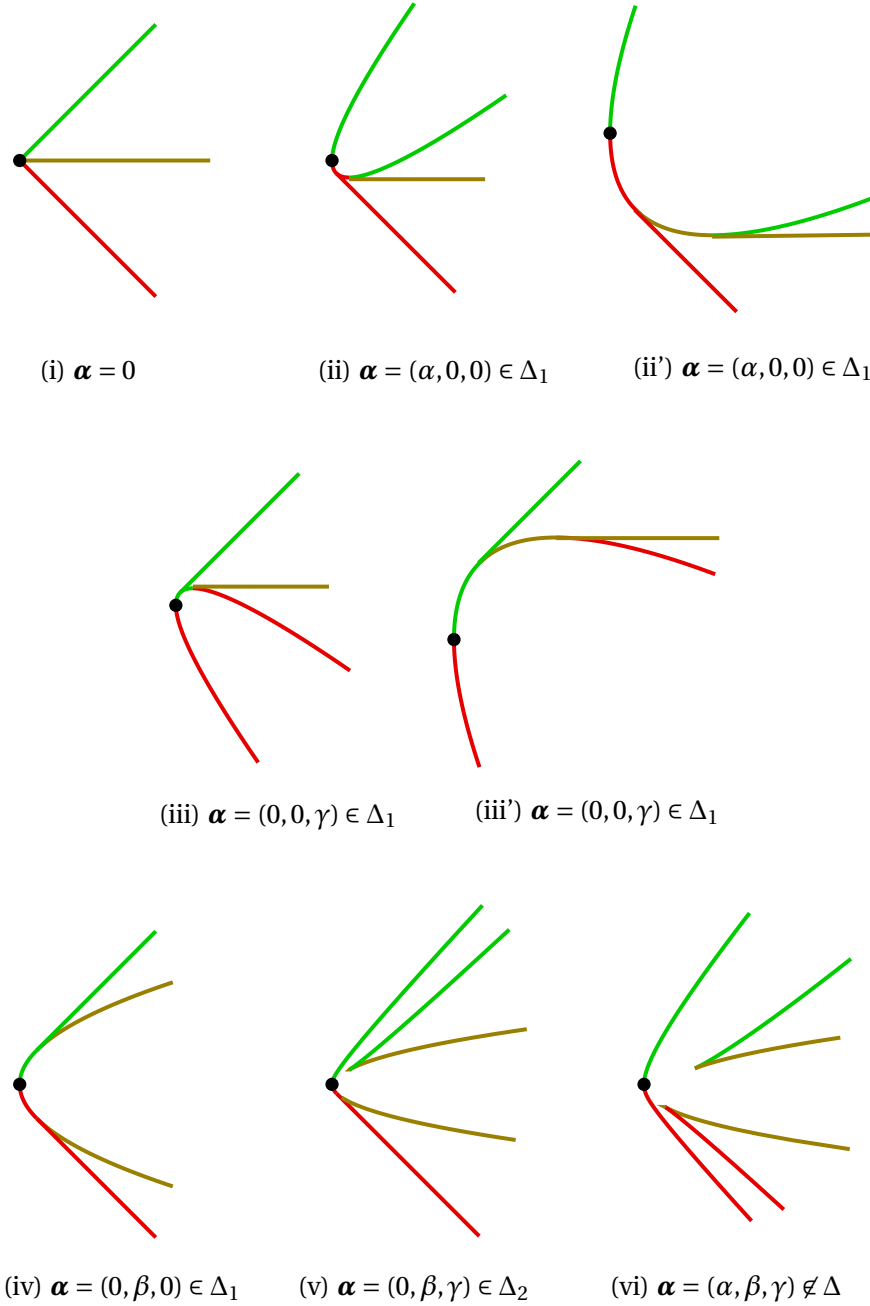 (i) 𝜶 = 0
(ii) 𝜶 = (α,0,0) ∈ Δ₁
(ii') 𝜶 = (α,0,0) ∈ Δ₁
(iii) 𝜶 = (0,0,γ) ∈ Δ₁
(iii') 𝜶 = (0,0,γ) ∈ Δ₁
(iv) 𝜶 = (0,β,0) ∈ Δ₁
(v) 𝜶 = (0,β,γ) ∈ Δ₂
(vi) 𝜶 = (α,β,γ) ∉ Δ